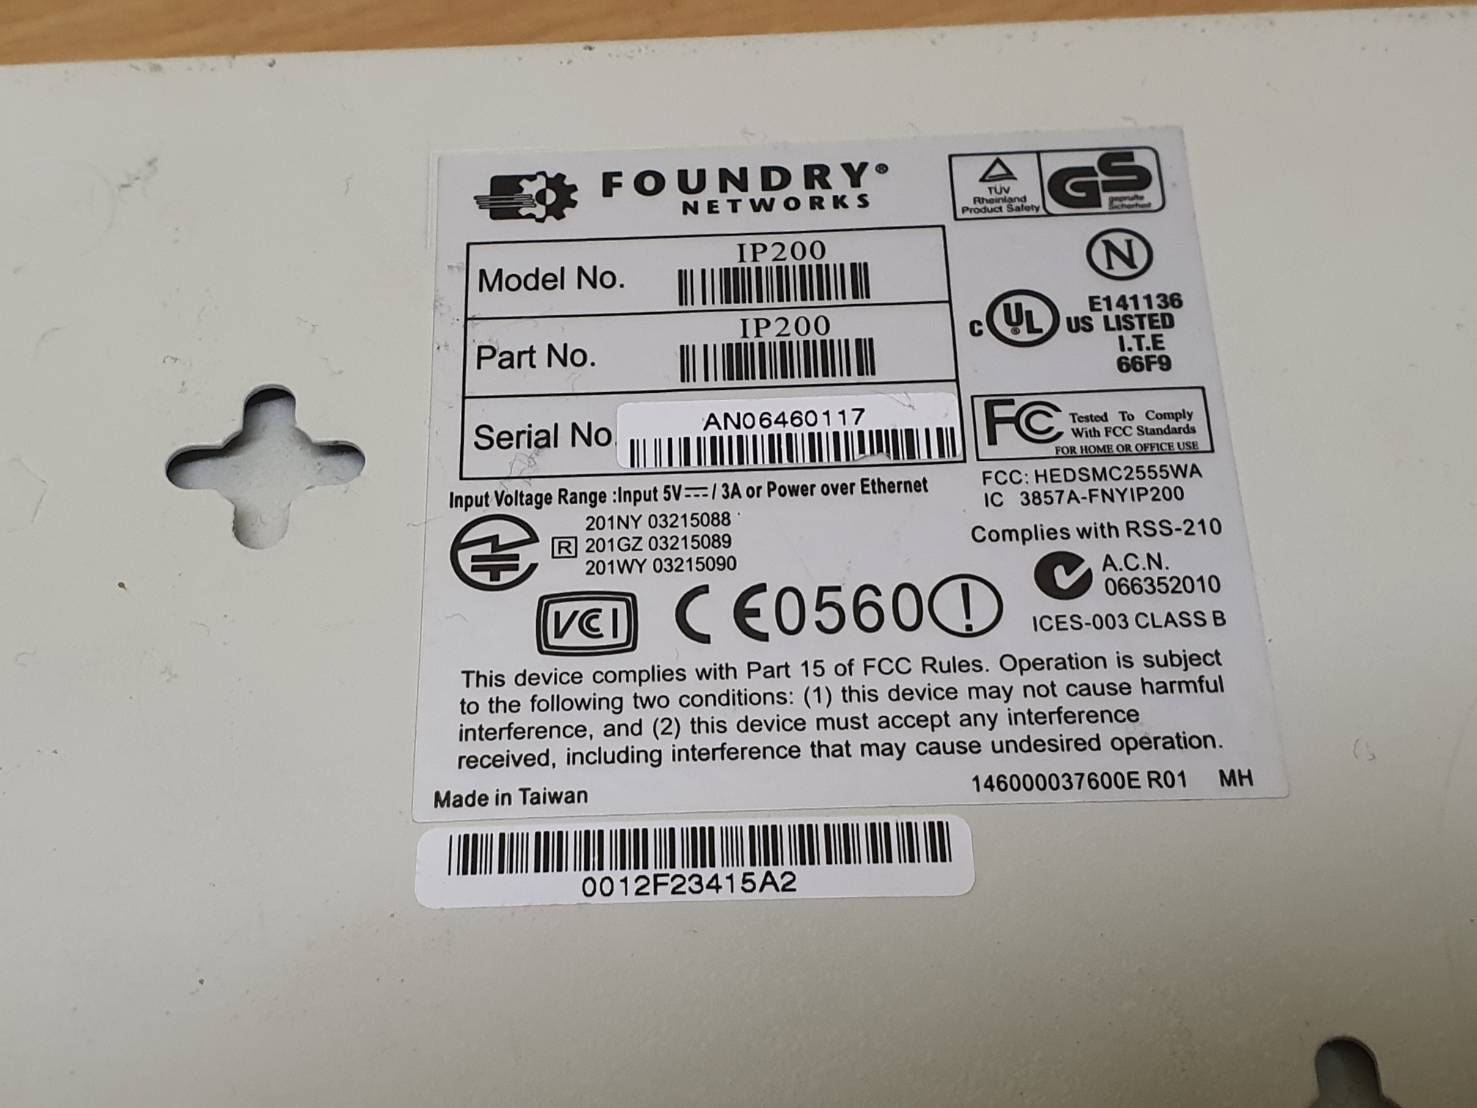 FOUNDRY®
NETWORKS
TÜV
Rheinland
Product Safety
GS
geprüfte
Sicherheit
Model No.
IP200
Part No.
IP200
Serial No
AN06460117
N
C UL US LISTED
E141136
I.T.E
66F9
FC Tested To Comply
With FCC Standards
FOR HOME OR OFFICE USE
FCC: HEDSMC2555WA
IC 3857A-FNYIP200
Input Voltage Range :Input 5V⎓/ 3A or Power over Ethernet
201NY 03215088
R 201GZ 03215089
201WY 03215090
Complies with RSS-210
A.C.N.
066352010
VCI
CE0560!
ICES-003 CLASS B
This device complies with Part 15 of FCC Rules. Operation is subject
to the following two conditions: (1) this device may not cause harmful
interference, and (2) this device must accept any interference
received, including interference that may cause undesired operation.
Made in Taiwan
146000037600E R01 MH
0012F23415A2